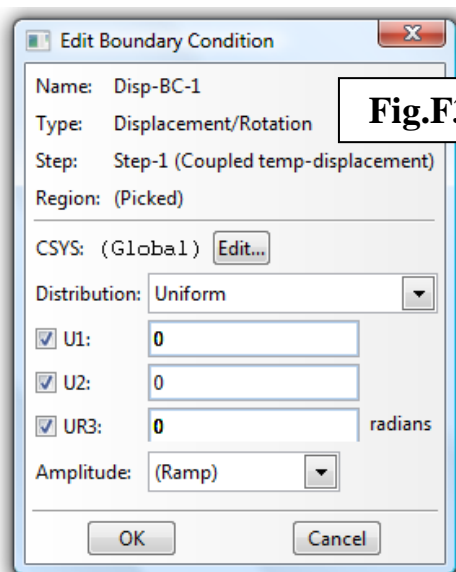 Edit Boundary Condition
Name: Disp-BC-1
Type: Displacement/Rotation
Fig.F
Step: Step-1 (Coupled temp-displacement)
Region: (Picked)
CSYS: (Global) Edit...
Distribution: Uniform
U1: 0
U2: 0
UR3: 0 radians
Amplitude: (Ramp)
OK Cancel